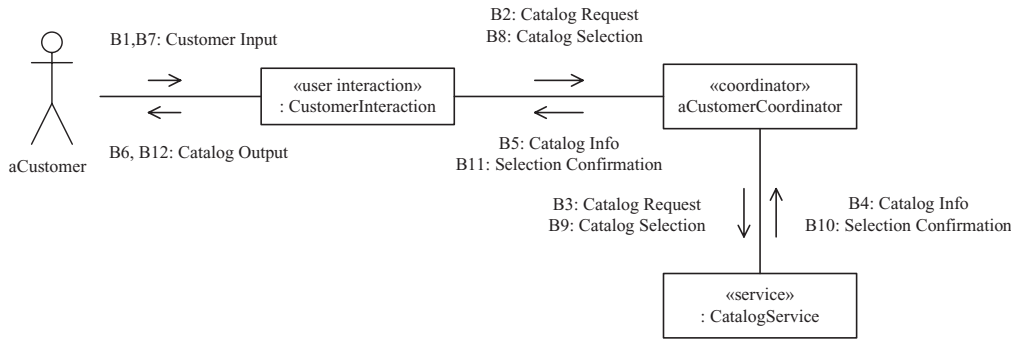 B2: Catalog Request
B8: Catalog Selection
B1,B7: Customer Input
«user interaction»
: CustomerInteraction
«coordinator»
aCustomerCoordinator
B6, B12: Catalog Output
B5: Catalog Info
B11: Selection Confirmation
aCustomer
B3: Catalog Request
B9: Catalog Selection
B4: Catalog Info
B10: Selection Confirmation
«service»
: CatalogService